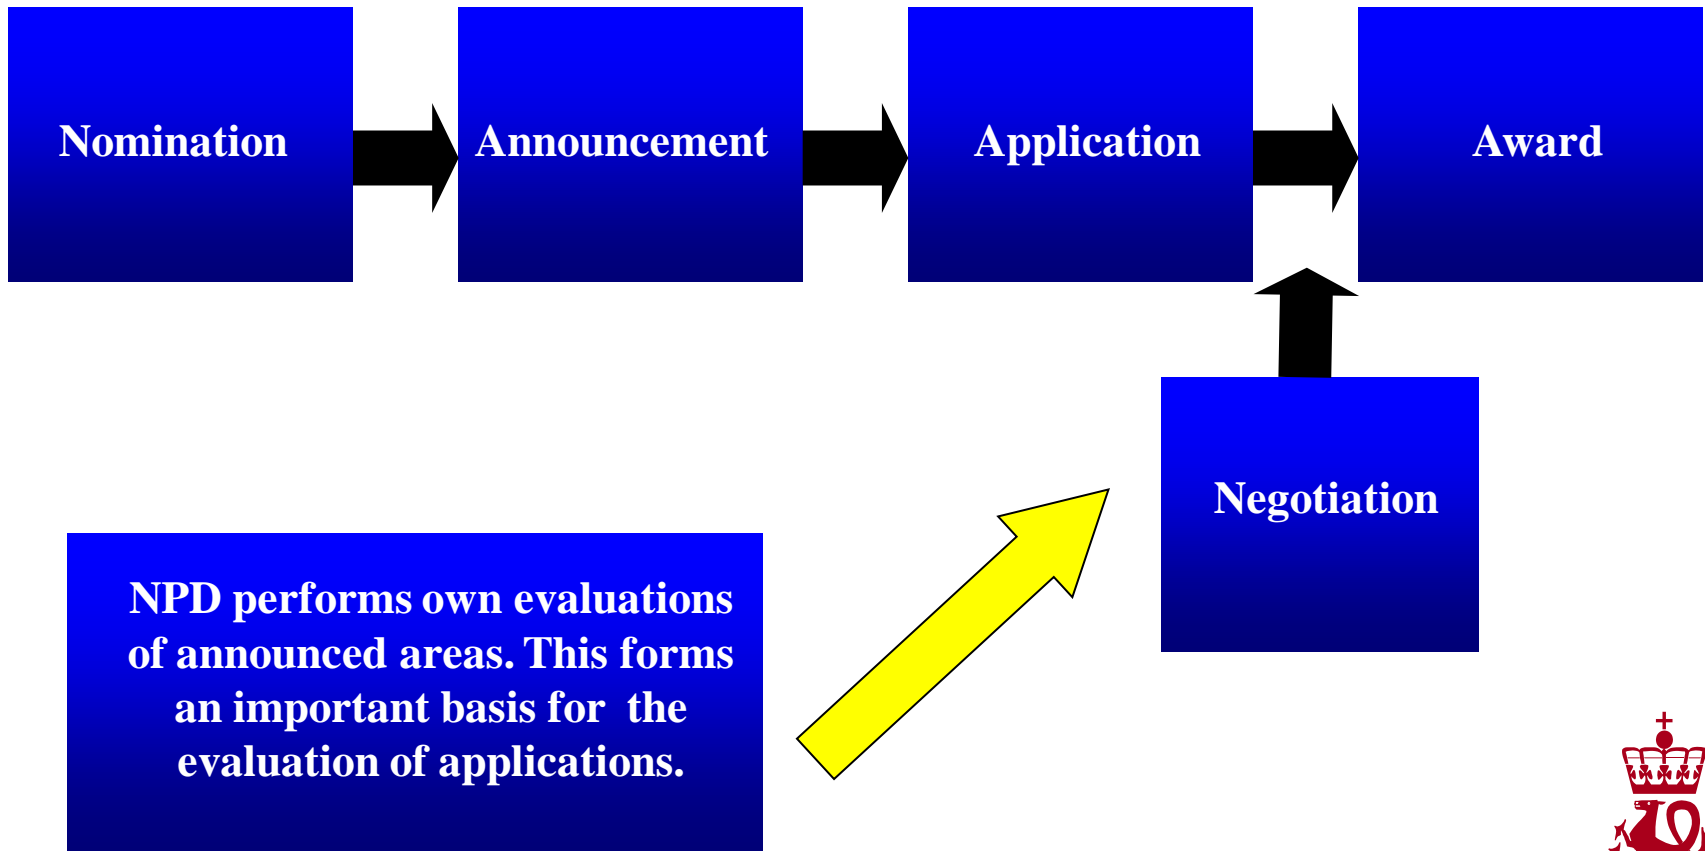 Nomination
Announcement
Application
Award
Negotiation
NPD performs own evaluations
of announced areas. This forms
an important basis for the
evaluation of applications.